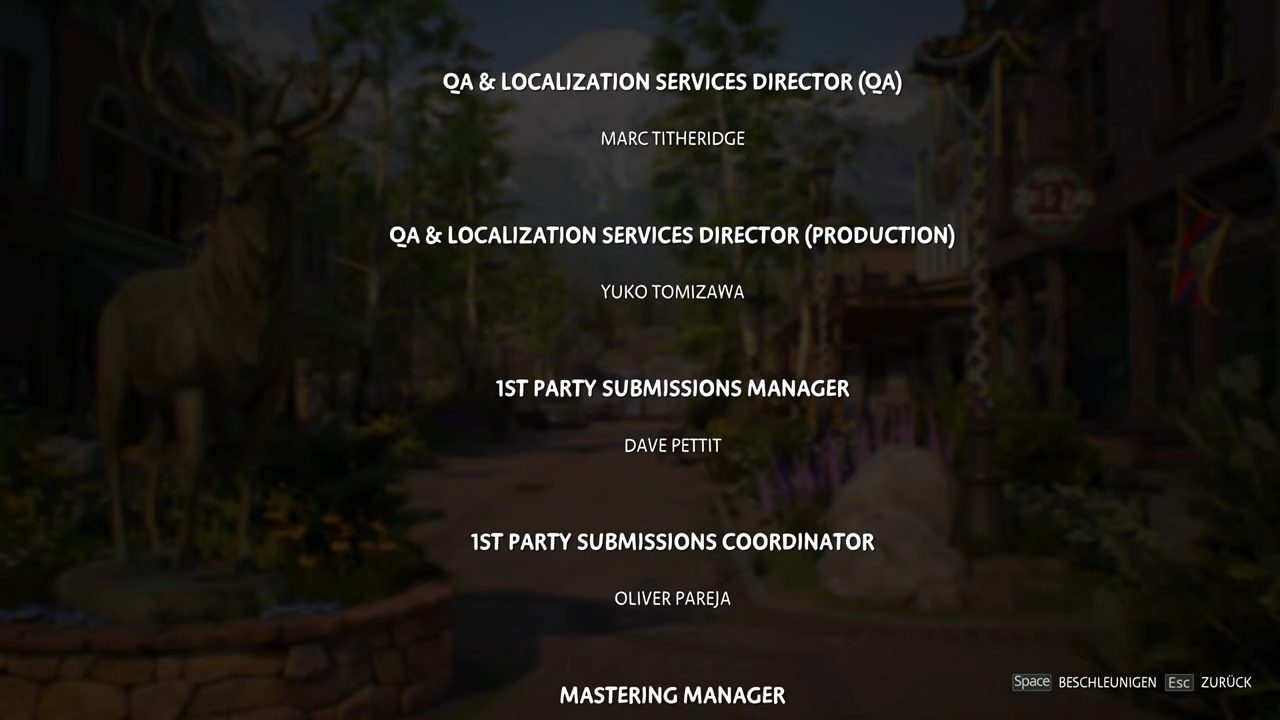 QA & LOCALIZATION SERVICES DIRECTOR (QA)
MARC TITHERIDGE
QA & LOCALIZATION SERVICES DIRECTOR (PRODUCTION)
YUKO TOMIZAWA
1ST PARTY SUBMISSIONS MANAGER
DAVE PETTIT
1ST PARTY SUBMISSIONS COORDINATOR
OLIVER PAREJA
MASTERING MANAGER
Space BESCHLEUNIGEN Esc ZURÜCK